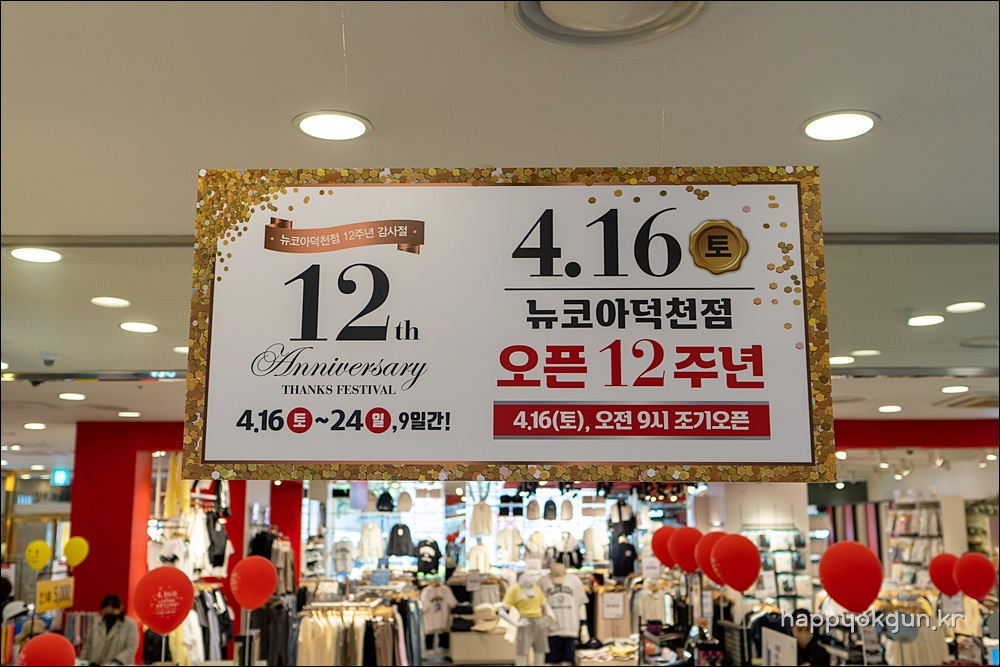 뉴코아덕천점 12주년 감사절
12th
Anniversary
THANKS FESTIVAL
4.16 토 ~24 일, 9일간!
4.16 토
뉴코아덕천점
오픈 12주년
4.16(토), 오전 9시 조기오픈
5,000
happyokgun.kr